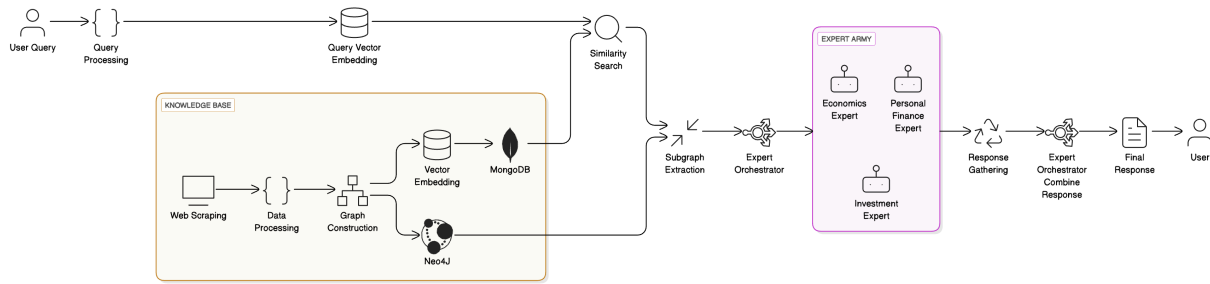 User Query
Query
Processing
Query Vector
Embedding
Similarity
Search
KNOWLEDGE BASE
Web Scraping
Data
Processing
Graph
Construction
Vector
Embedding
MongoDB
Neo4J
Subgraph
Extraction
Expert
Orchestrator
EXPERT ARMY
Economics
Expert
Personal
Finance
Expert
Investment
Expert
Response
Gathering
Expert
Orchestrator
Combine
Response
Final
Response
User